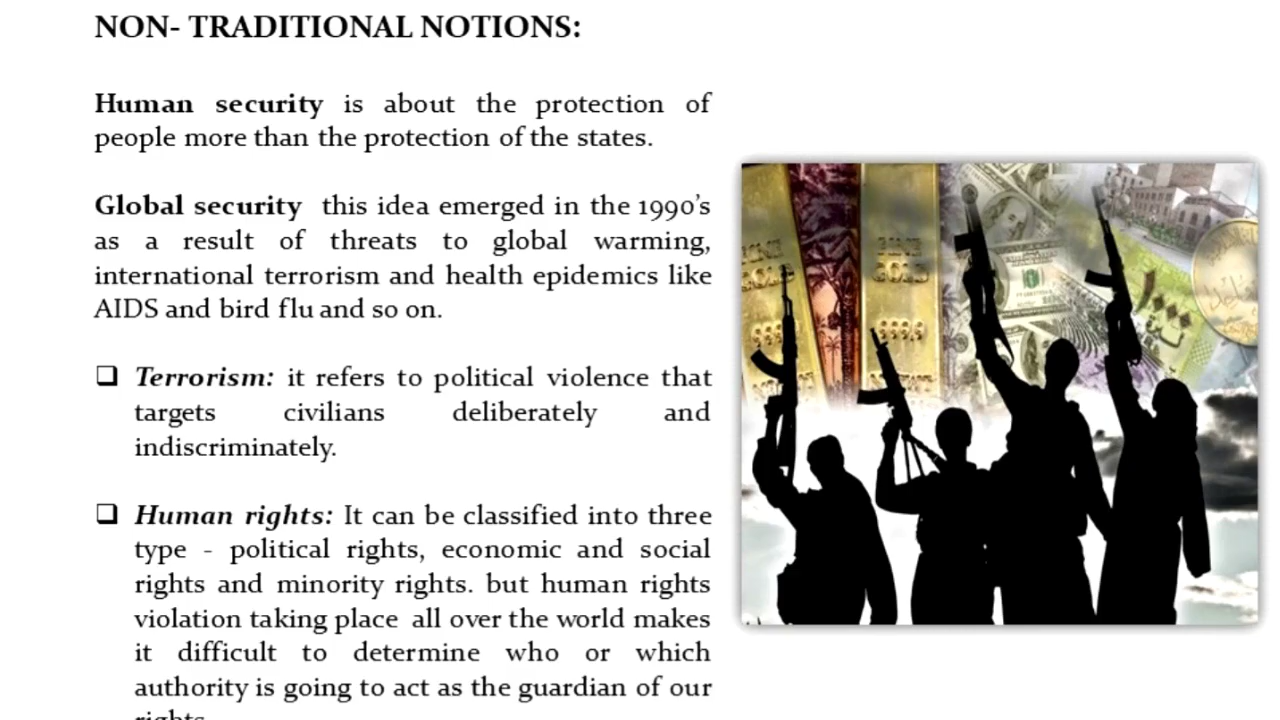 NON- TRADITIONAL NOTIONS:
Human security is about the protection of
people more than the protection of the states.
Global security this idea emerged in the 1990's
as a result of threats to global warming,
international terrorism and health epidemics like
AIDS and bird flu and so on.
❑ Terrorism: it refers to political violence that
targets civilians deliberately and
indiscriminately.
❑ Human rights: It can be classified into three
type - political rights, economic and social
rights and minority rights. but human rights
violation taking place all over the world makes
it difficult to determine who or which
authority is going to act as the guardian of our
rights